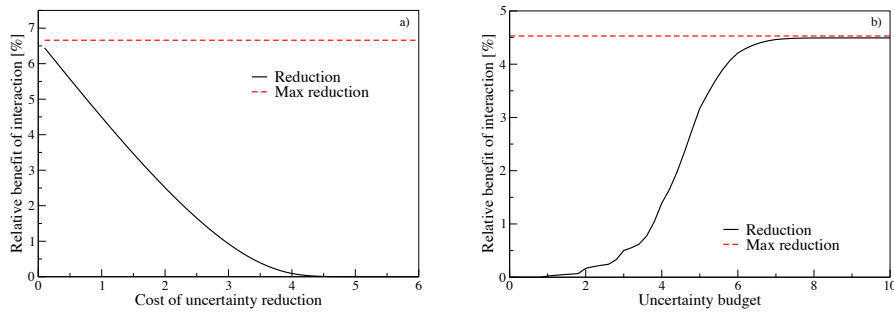 a)
Relative benefit of interaction [%]
7
6
5
4
3
2
1
0
Reduction
Max reduction
0 1 2 3 4 5 6
Cost of uncertainty reduction
b)
Relative benefit of interaction [%]
5
4
3
2
1
0
Reduction
Max reduction
0 2 4 6 8 10
Uncertainty budget